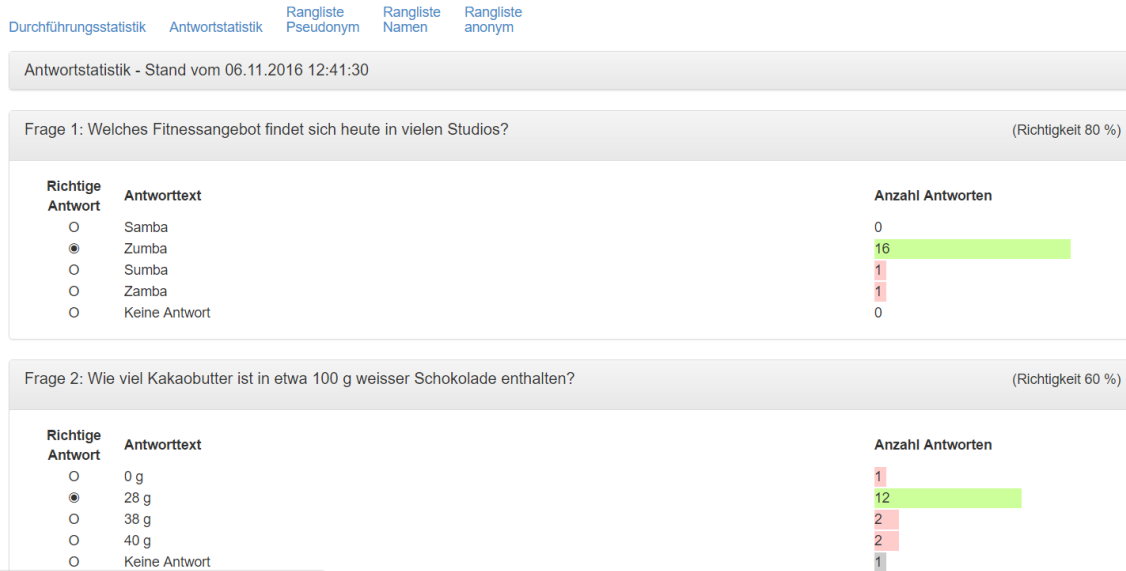 Durchführungsstatistik Antwortstatistik Rangliste Pseudonym Rangliste Namen Rangliste anonym
Antwortstatistik - Stand vom 06.11.2016 12:41:30
Frage 1: Welches Fitnessangebot findet sich heute in vielen Studios? (Richtigkeit 80 %)
Richtige Antwort Antworttext Anzahl Antworten
Samba 0
Zumba 16
Sumba 1
Zamba 1
Keine Antwort 0
Frage 2: Wie viel Kakaobutter ist in etwa 100 g weisser Schokolade enthalten? (Richtigkeit 60 %)
Richtige Antwort Antworttext Anzahl Antworten
0 g 1
28 g 12
38 g 2
40 g 2
Keine Antwort 1